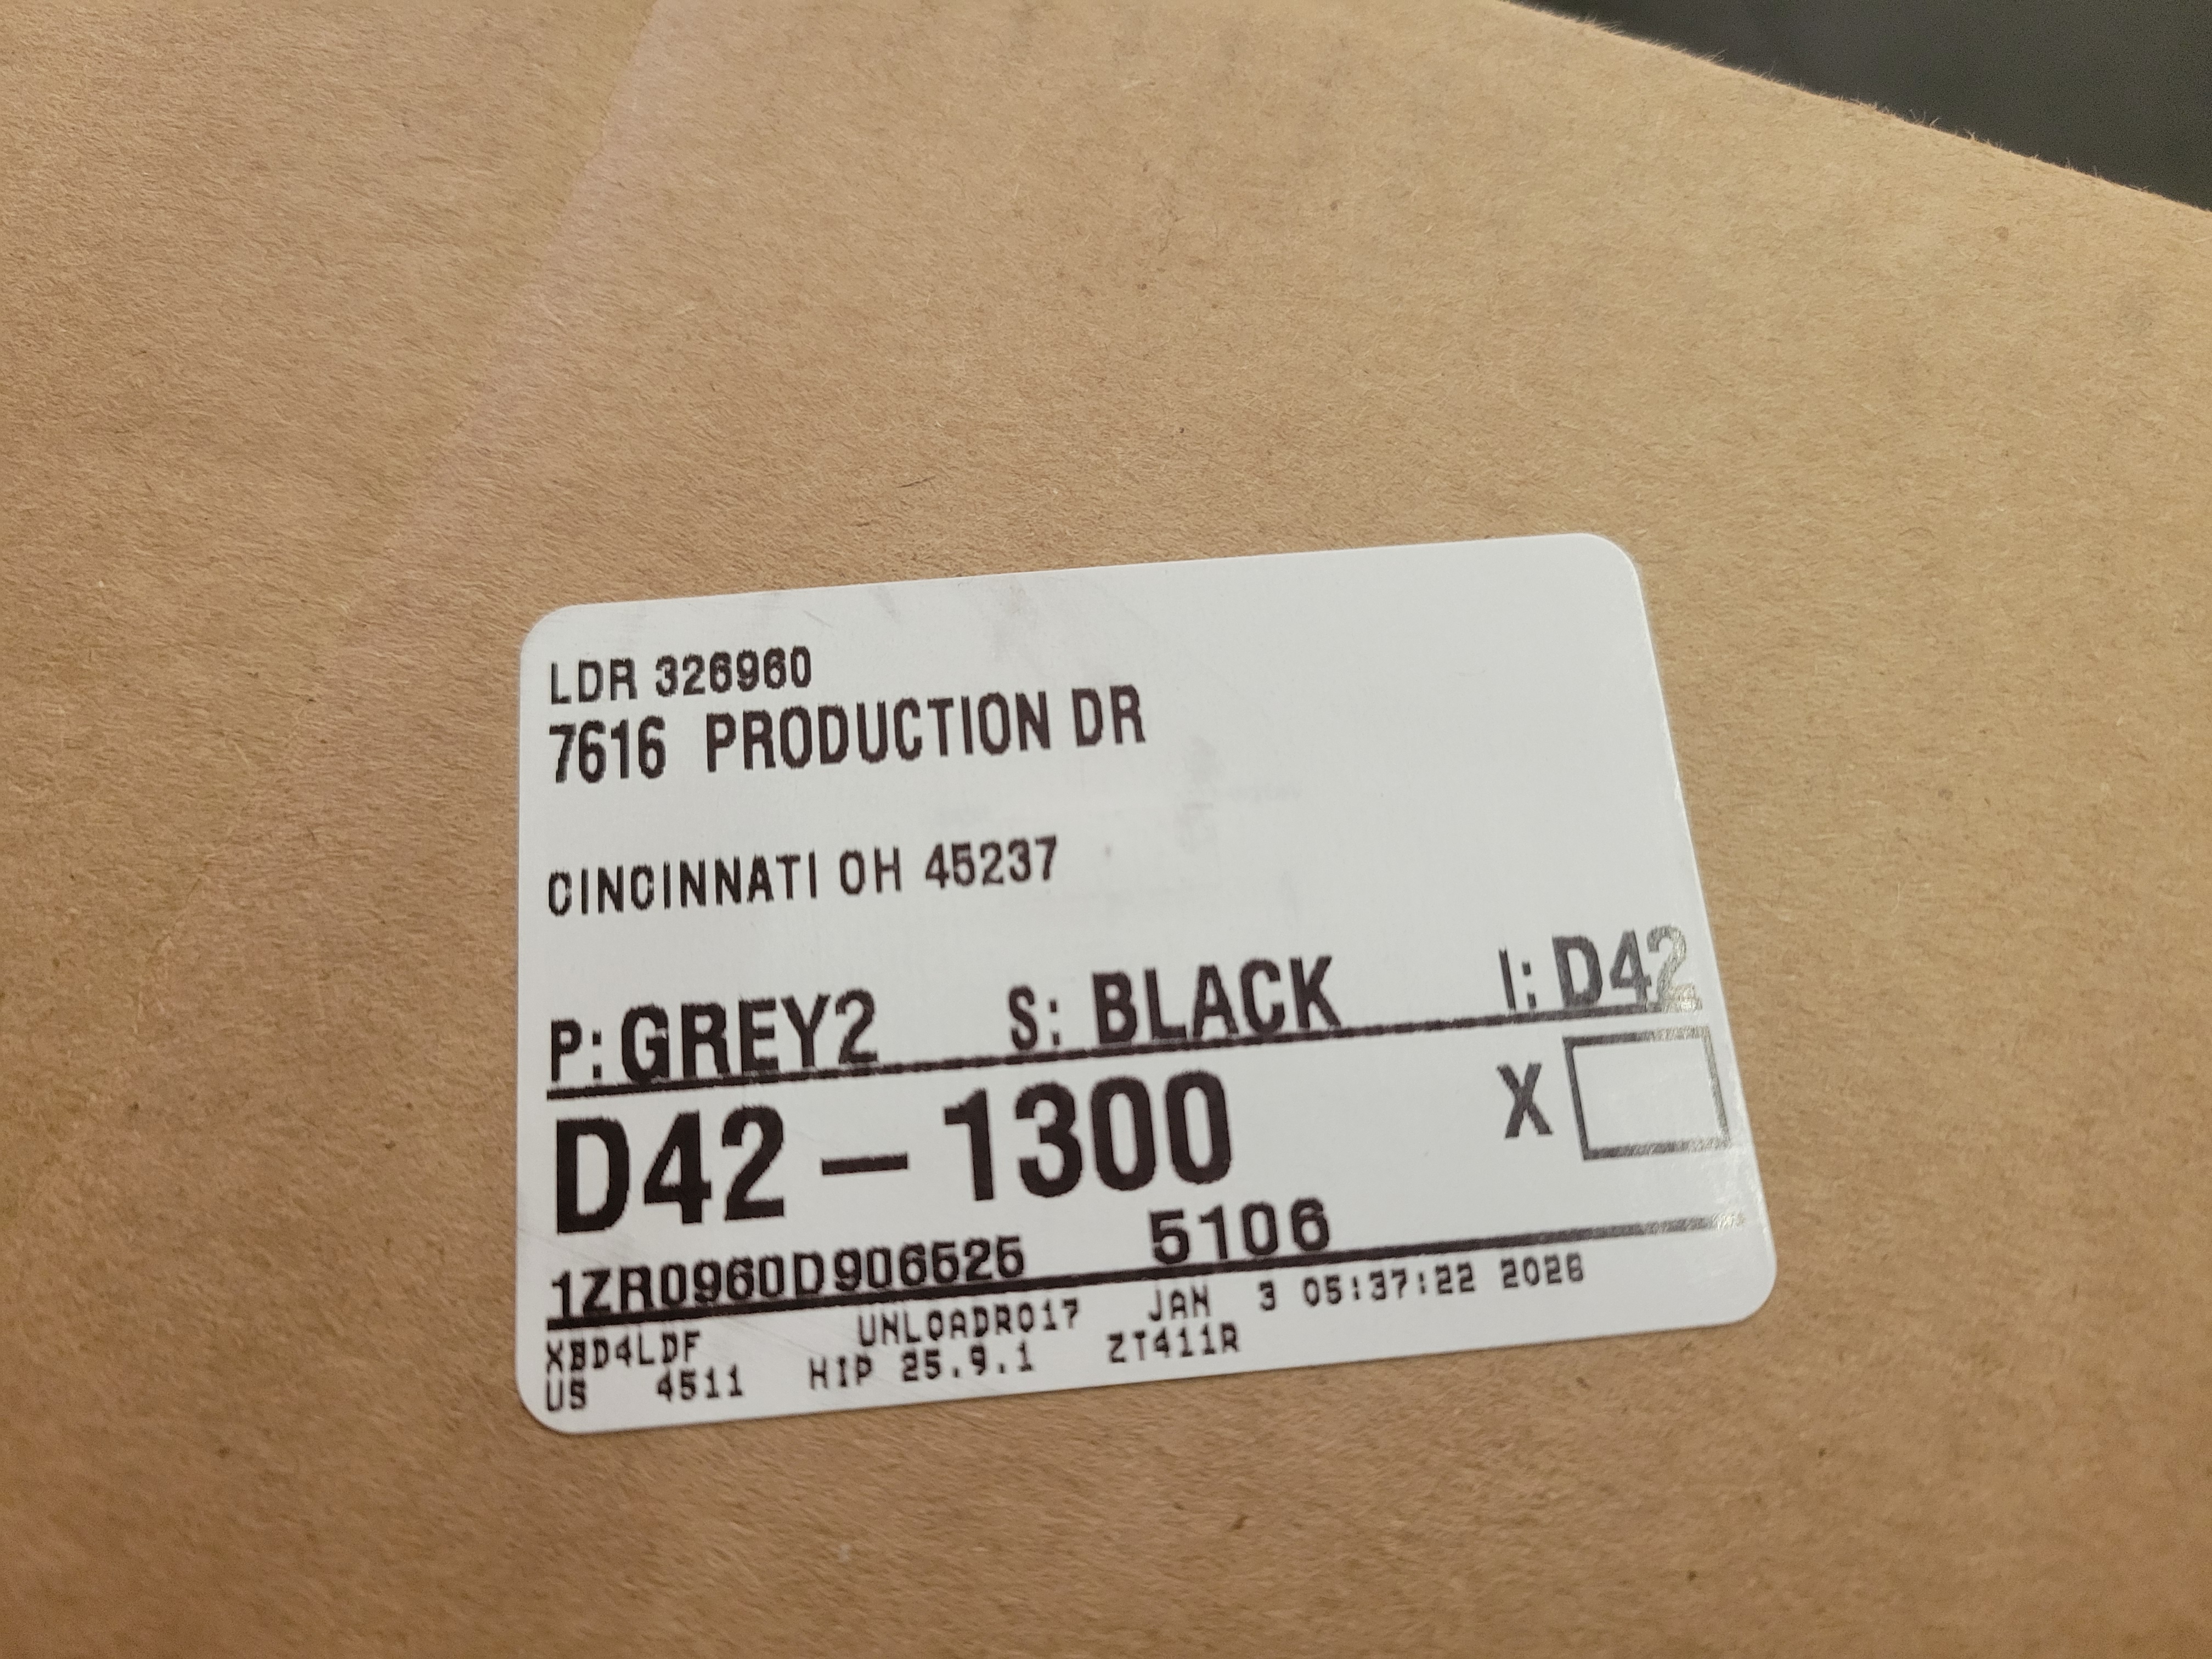 LDR 326960
7616 PRODUCTION DR
CINCINNATI OH 45237
P: GREY2 S: BLACK I: D42
D42 – 1300 X
1ZR0960D906525 5106
XBD4LDF UNLOADR017 JAN 3 05:37:22 2026
US 4511 HIP 25.9.1 ZT411R